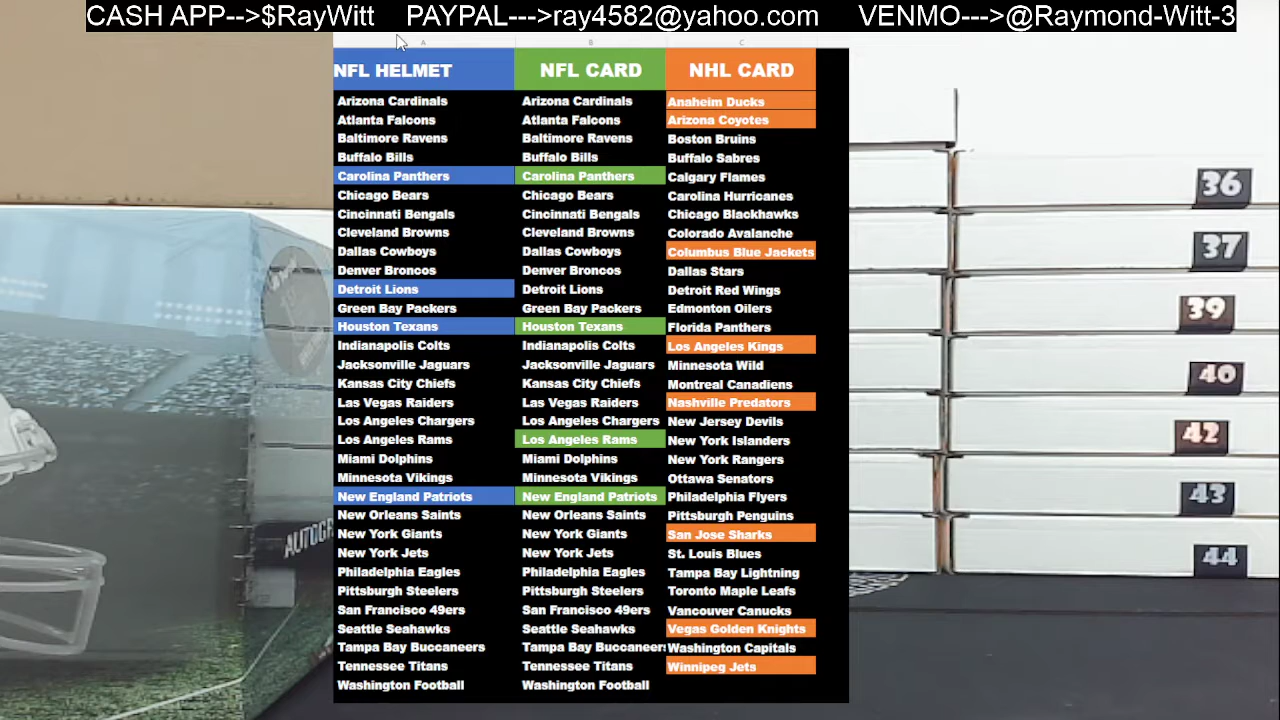 CASH APP-->$RayWitt PAYPAL--->ray4582@yahoo.com VENMO--->@Raymond-Witt-3
A B C
NFL HELMET NFL CARD NHL CARD
Arizona Cardinals Arizona Cardinals Anaheim Ducks
Atlanta Falcons Atlanta Falcons Arizona Coyotes
Baltimore Ravens Baltimore Ravens Boston Bruins
Buffalo Bills Buffalo Bills Buffalo Sabres
Carolina Panthers Carolina Panthers Calgary Flames
Chicago Bears Chicago Bears Carolina Hurricanes
Cincinnati Bengals Cincinnati Bengals Chicago Blackhawks
Cleveland Browns Cleveland Browns Colorado Avalanche
Dallas Cowboys Dallas Cowboys Columbus Blue Jackets
Denver Broncos Denver Broncos Dallas Stars
Detroit Lions Detroit Lions Detroit Red Wings
Green Bay Packers Green Bay Packers Edmonton Oilers
Houston Texans Houston Texans Florida Panthers
Indianapolis Colts Indianapolis Colts Los Angeles Kings
Jacksonville Jaguars Jacksonville Jaguars Minnesota Wild
Kansas City Chiefs Kansas City Chiefs Montreal Canadiens
Las Vegas Raiders Las Vegas Raiders Nashville Predators
Los Angeles Chargers Los Angeles Chargers New Jersey Devils
Los Angeles Rams Los Angeles Rams New York Islanders
Miami Dolphins Miami Dolphins New York Rangers
Minnesota Vikings Minnesota Vikings Ottawa Senators
New England Patriots New England Patriots Philadelphia Flyers
New Orleans Saints New Orleans Saints Pittsburgh Penguins
New York Giants New York Giants San Jose Sharks
New York Jets New York Jets St. Louis Blues
Philadelphia Eagles Philadelphia Eagles Tampa Bay Lightning
Pittsburgh Steelers Pittsburgh Steelers Toronto Maple Leafs
San Francisco 49ers San Francisco 49ers Vancouver Canucks
Seattle Seahawks Seattle Seahawks Vegas Golden Knights
Tampa Bay Buccaneers Tampa Bay Buccaneers Washington Capitals
Tennessee Titans Tennessee Titans Winnipeg Jets
Washington Football Washington Football
36
37
39
40
42
43
44